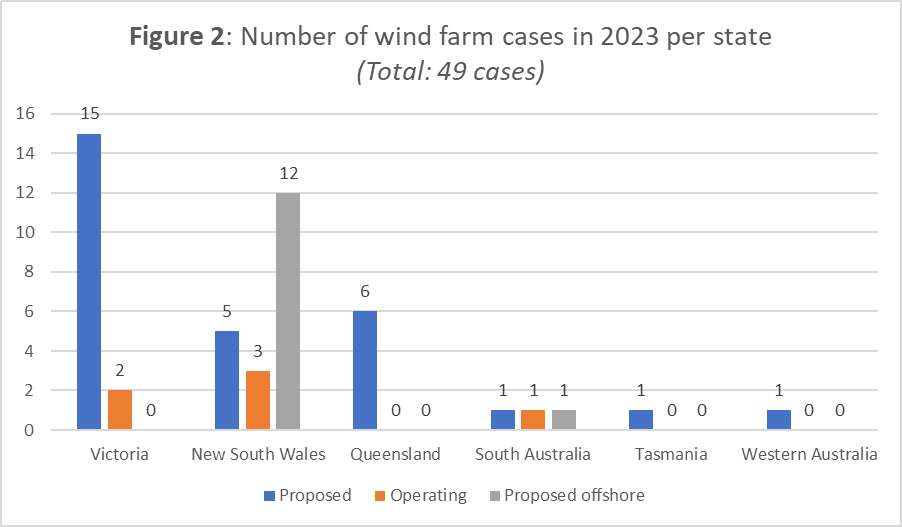 Figure 2: Number of wind farm cases in 2023 per state
(Total: 49 cases)
16
14
12
10
8
6
4
2
0
15
2
0
5
3
12
6
0
0
1
1
1
1
0
0
1
0
0
Victoria
New South Wales
Queensland
South Australia
Tasmania
Western Australia
Proposed
Operating
Proposed offshore